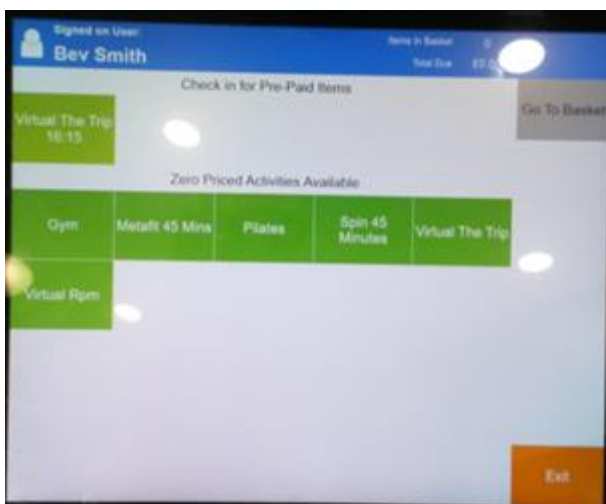 Signed on User:
Bev Smith
Items in Basket 0
Total Due
Check in for Pre-Paid Items
Go To Basket
Virtual The Trip
16:15
Zero Priced Activities Available
Gym
Metafit 45 Mins
Pilates
Spin 45
Minutes
Virtual The Trip
Virtual Rpm
Exit